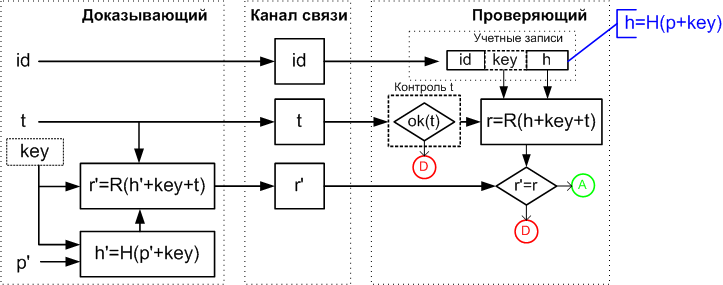 Доказывающий
Канал связи
Проверяющий
h=H(p+key)
Учетные записи
id
id
id
key
h
Контроль t
t
t
ok(t)
r=R(h+key+t)
key
D
r'=R(h'+key+t)
r'
r'=r
A
h'=H(p'+key)
D
p'